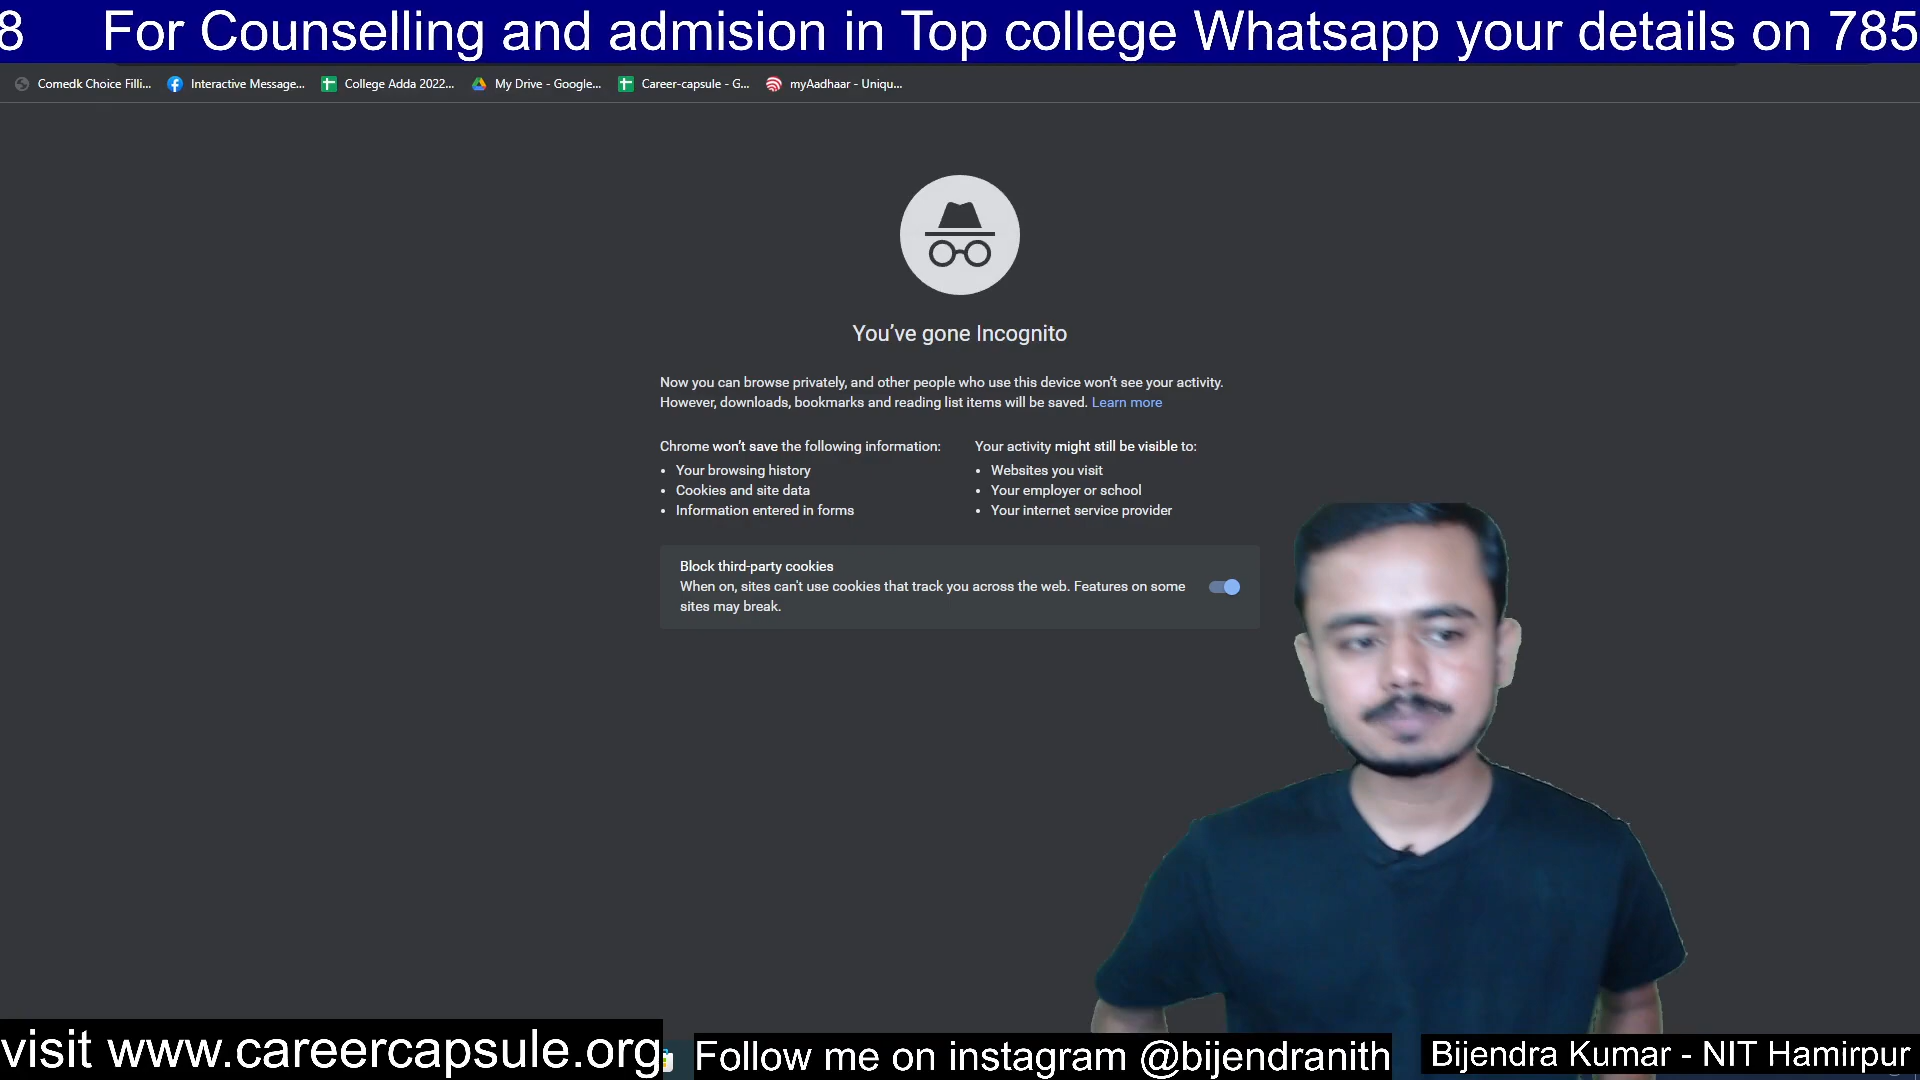 8 For Counselling and admision in Top college Whatsapp your details on 785
Comedk Choice Filli... Interactive Message... College Adda 2022... My Drive - Google... Career-capsule - G... myAadhaar - Uniqu...
You've gone Incognito
Now you can browse privately, and other people who use this device won't see your activity.
However, downloads, bookmarks and reading list items will be saved. Learn more
Chrome won't save the following information:
• Your browsing history
• Cookies and site data
• Information entered in forms
Your activity might still be visible to:
• Websites you visit
• Your employer or school
• Your internet service provider
Block third-party cookies
When on, sites can't use cookies that track you across the web. Features on some
sites may break.
visit www.careercapsule.org
Follow me on instagram @bijendranith
Bijendra Kumar - NIT Hamirpur